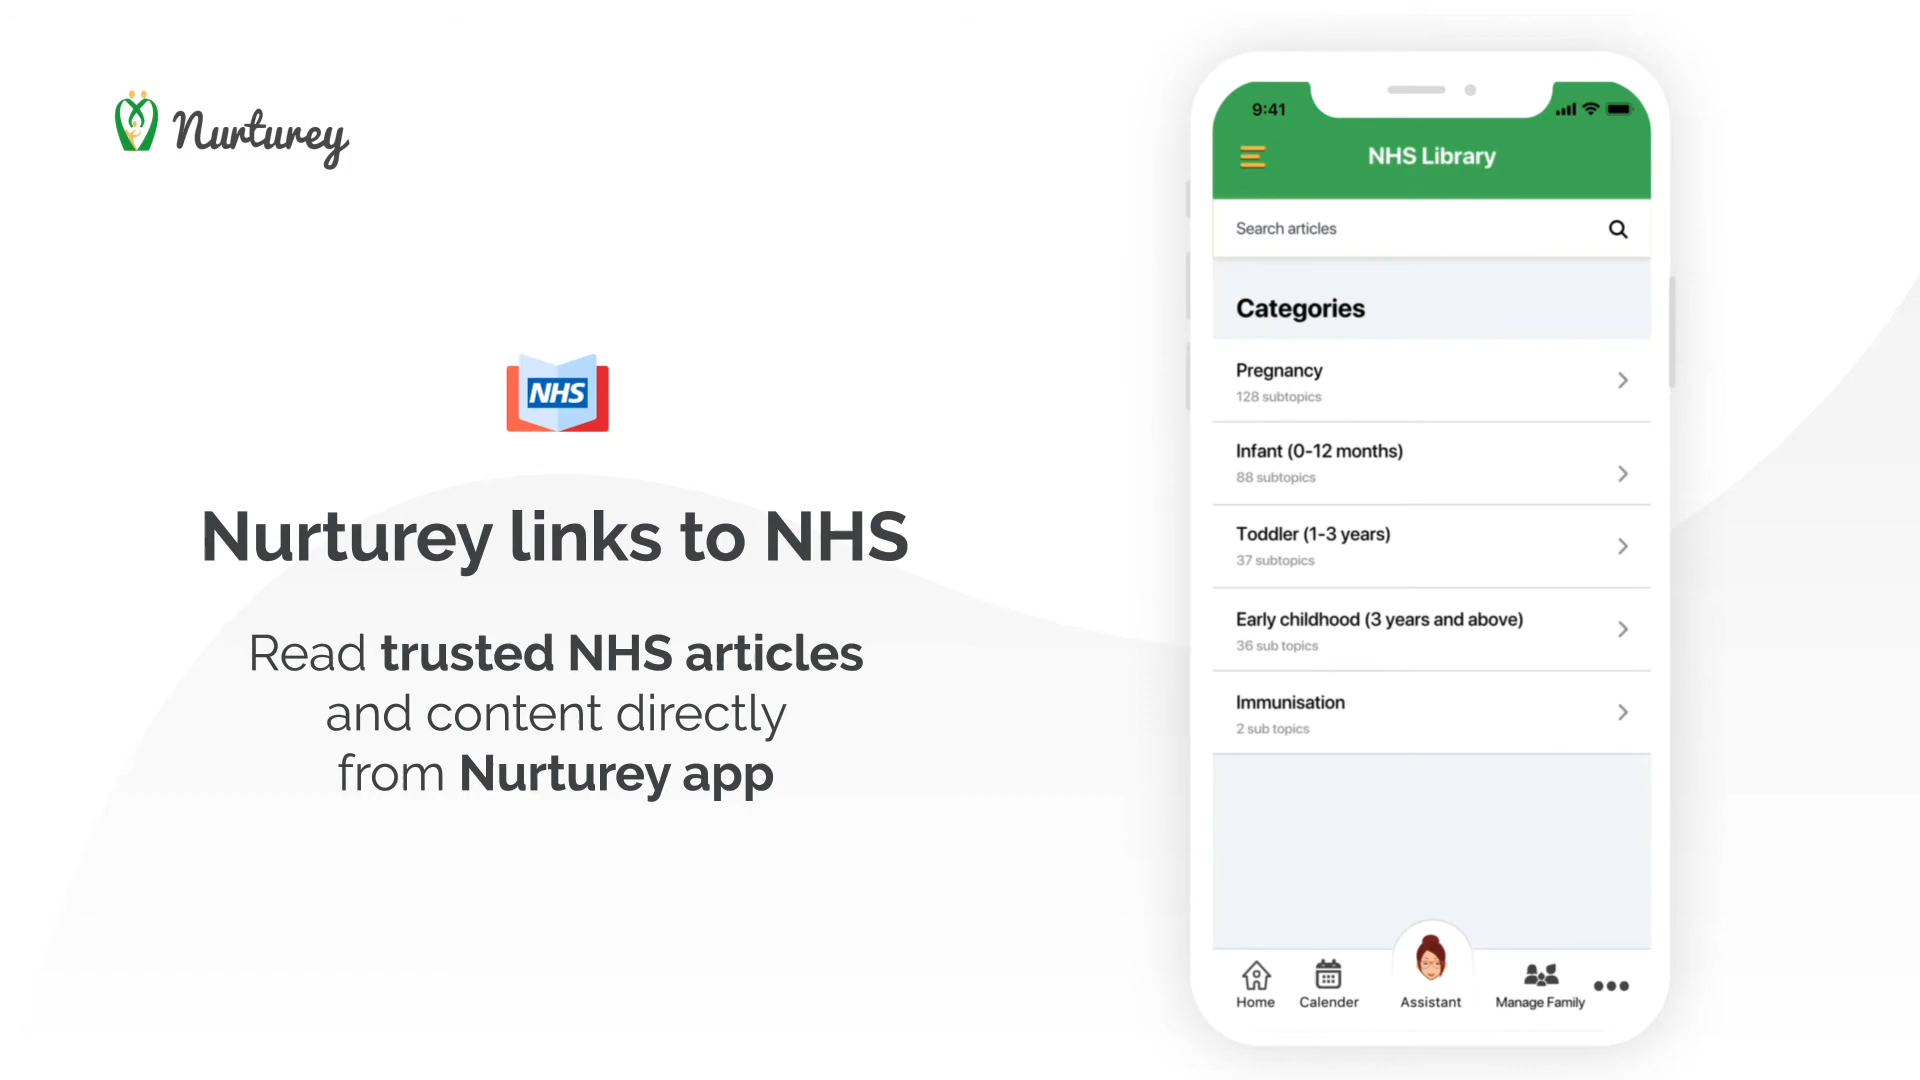 Nurturey
NHS
Nurturey links to NHS
Read trusted NHS articles
and content directly
from Nurturey app
9:41
NHS Library
Search articles
Categories
Pregnancy
128 subtopics
Infant (0-12 months)
88 subtopics
Toddler (1-3 years)
37 subtopics
Early childhood (3 years and above)
36 sub topics
Immunisation
2 sub topics
Home
Calender
Assistant
Manage Family